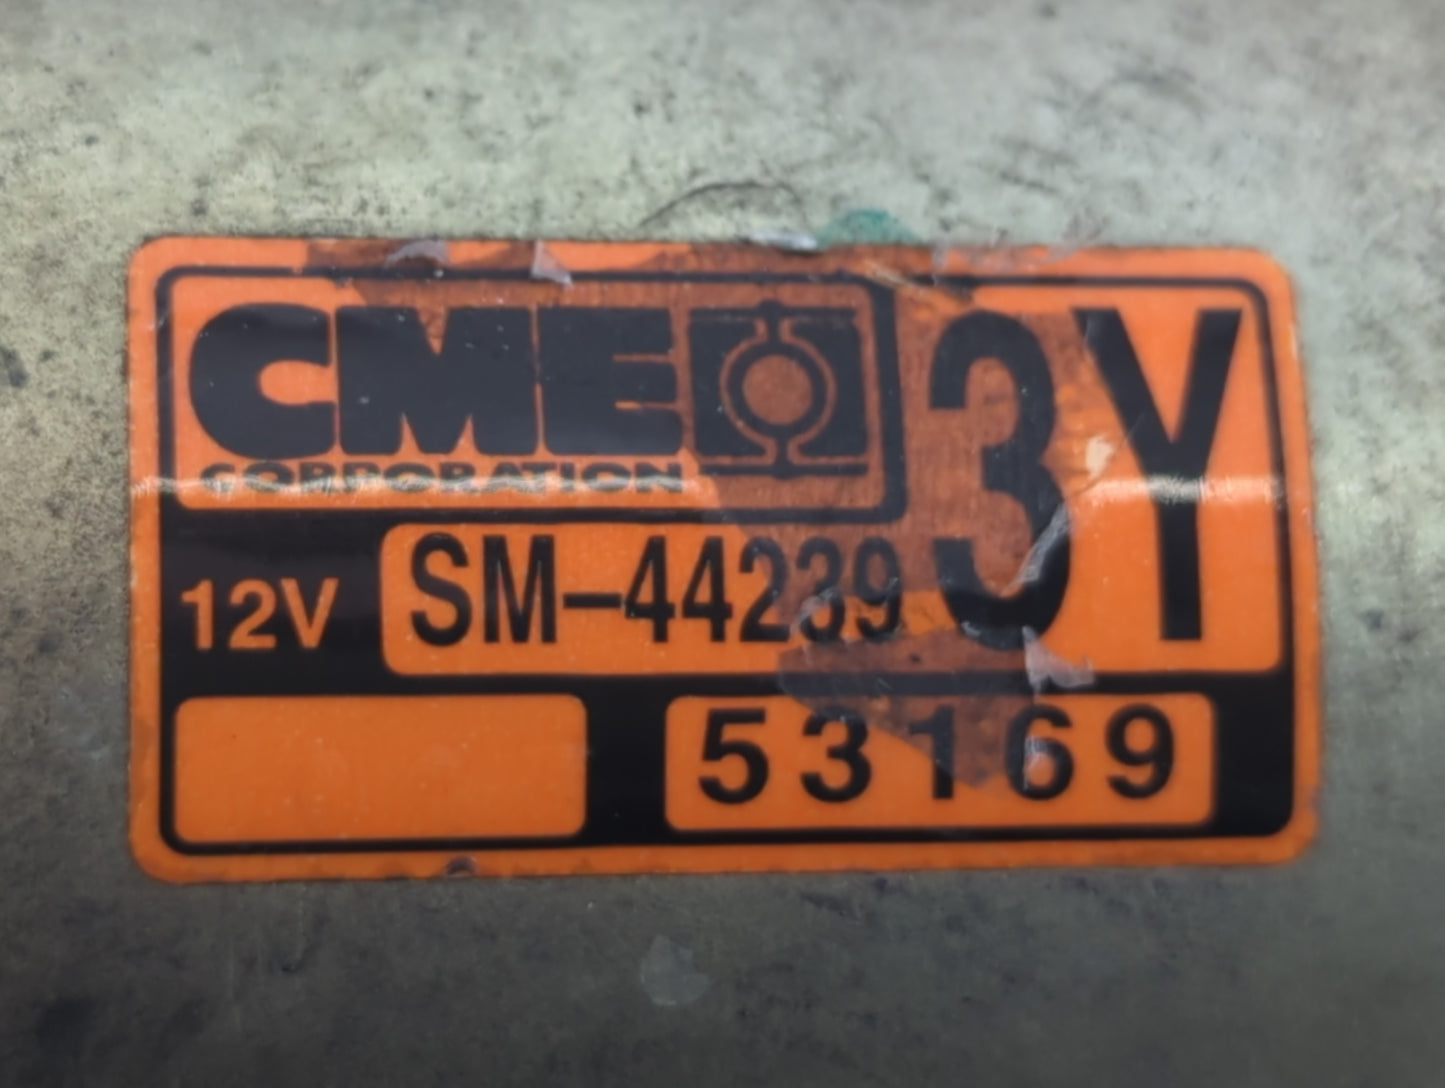 CME
CORPORATION
3Y
12V SM-44239
53169